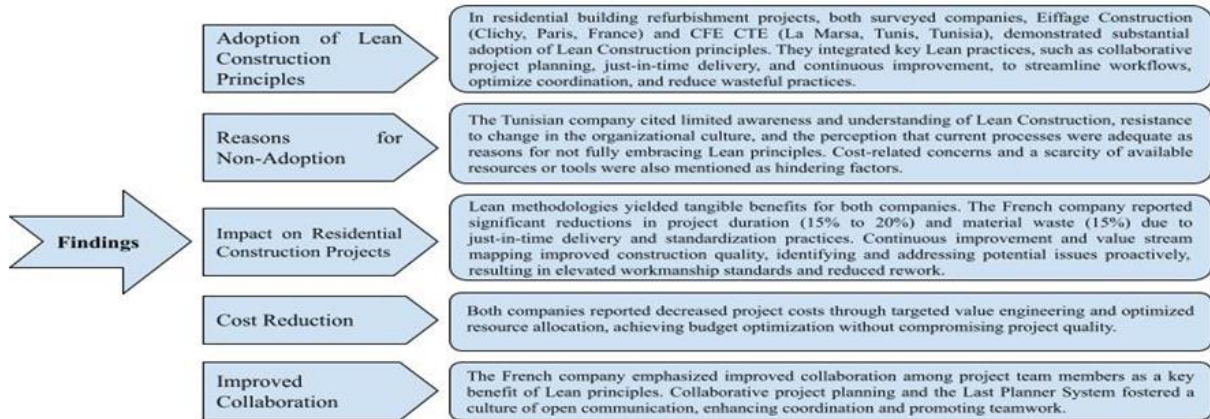 Findings
Adoption of Lean
Construction
Principles
In residential building refurbishment projects, both surveyed companies, Eiffage Construction
(Clichy, Paris, France) and CFE CTE (La Marsa, Tunis, Tunisia), demonstrated substantial
adoption of Lean Construction principles. They integrated key Lean practices, such as collaborative
project planning, just-in-time delivery, and continuous improvement, to streamline workflows,
optimize coordination, and reduce wasteful practices.
Reasons for
Non-Adoption
The Tunisian company cited limited awareness and understanding of Lean Construction, resistance
to change in the organizational culture, and the perception that current processes were adequate as
reasons for not fully embracing Lean principles. Cost-related concerns and a scarcity of available
resources or tools were also mentioned as hindering factors.
Impact on Residential
Construction Projects
Lean methodologies yielded tangible benefits for both companies. The French company reported
significant reductions in project duration (15% to 20%) and material waste (15%) due to
just-in-time delivery and standardization practices. Continuous improvement and value stream
mapping improved construction quality, identifying and addressing potential issues proactively,
resulting in elevated workmanship standards and reduced rework.
Cost Reduction
Both companies reported decreased project costs through targeted value engineering and optimized
resource allocation, achieving budget optimization without compromising project quality.
Improved
Collaboration
The French company emphasized improved collaboration among project team members as a key
benefit of Lean principles. Collaborative project planning and the Last Planner System fostered a
culture of open communication, enhancing coordination and promoting teamwork.